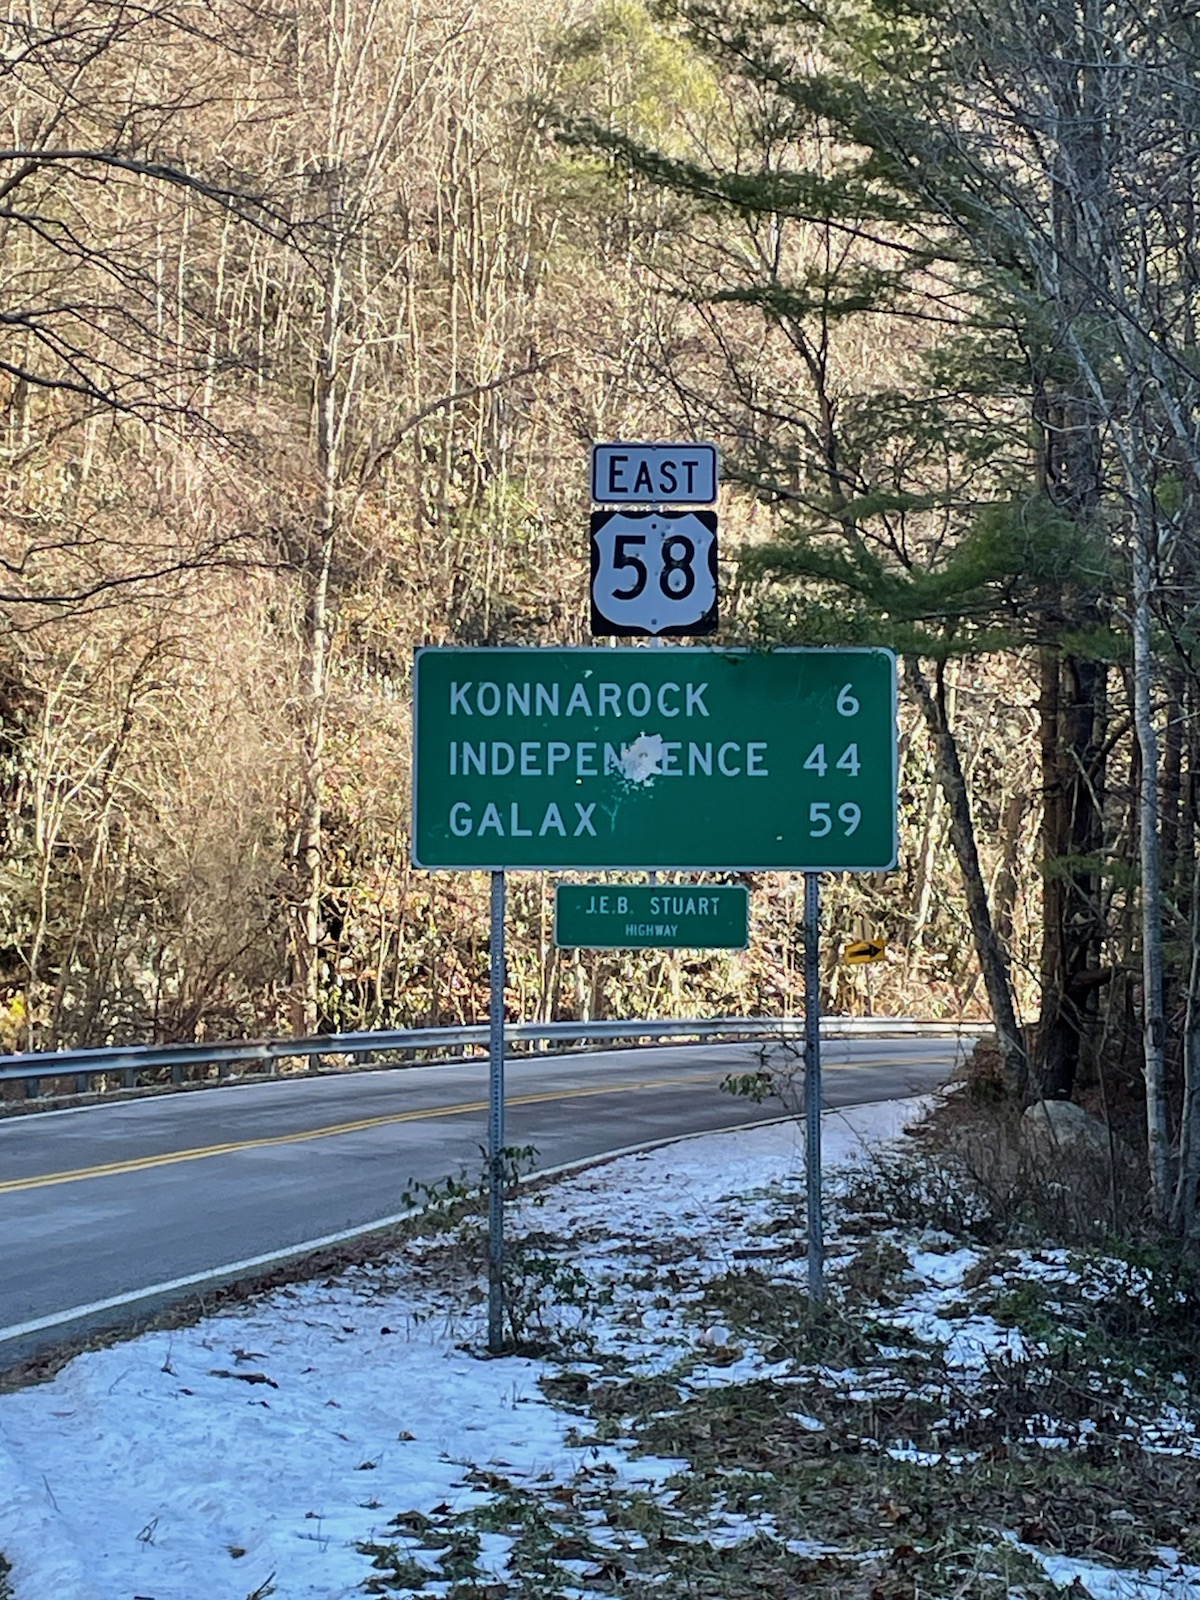 EAST
58
KONNAROCK 6
INDEPENDENCE 44
GALAX 59
J.E.B. STUART
HIGHWAY